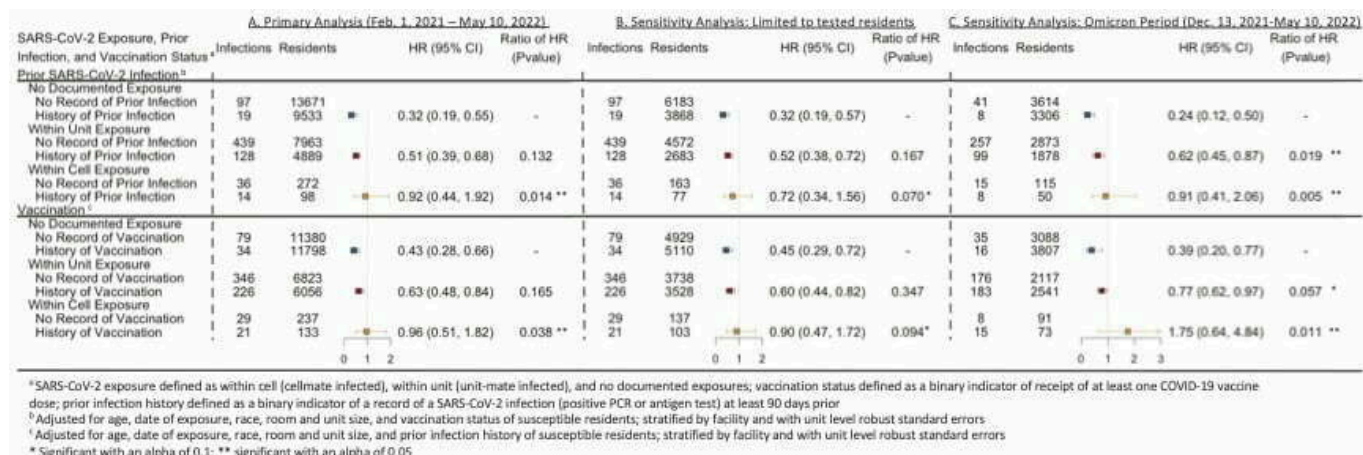 A. Primary Analysis (Feb. 1, 2021 – May 10, 2022) B. Sensitivity Analysis: Limited to tested residents C. Sensitivity Analysis: Omicron Period (Dec. 13, 2021-May 10, 2022)
SARS-CoV-2 Exposure, Prior Infection, and Vaccination Status a Infections Residents HR (95% CI) Ratio of HR (Pvalue) Infections Residents HR (95% CI) Ratio of HR (Pvalue) Infections Residents HR (95% CI) Ratio of HR (Pvalue)
Prior SARS-CoV-2 Infection b
No Documented Exposure
No Record of Prior Infection 97 13671 97 6183 41 3614
History of Prior Infection 19 9533 0.32 (0.19, 0.55) - 19 3868 0.32 (0.19, 0.57) - 8 3306 0.24 (0.12, 0.50) -
Within Unit Exposure
No Record of Prior Infection 439 7963 439 4572 257 2873
History of Prior Infection 128 4889 0.51 (0.39, 0.68) 0.132 128 2683 0.52 (0.38, 0.72) 0.167 99 1878 0.62 (0.45, 0.87) 0.019 **
Within Cell Exposure
No Record of Prior Infection 36 272 36 163 15 115
History of Prior Infection 14 98 0.92 (0.44, 1.92) 0.014 ** 14 77 0.72 (0.34, 1.56) 0.070 * 8 50 0.91 (0.41, 2.06) 0.005 **
Vaccination c
No Documented Exposure
No Record of Vaccination 79 11380 79 4929 35 3088
History of Vaccination 34 11798 0.43 (0.28, 0.66) - 34 5110 0.45 (0.29, 0.72) - 16 3807 0.39 (0.20, 0.77) -
Within Unit Exposure
No Record of Vaccination 346 6823 346 3738 176 2117
History of Vaccination 226 6056 0.63 (0.48, 0.84) 0.165 226 3528 0.60 (0.44, 0.82) 0.347 183 2541 0.77 (0.62, 0.97) 0.057 *
Within Cell Exposure
No Record of Vaccination 29 237 29 137 8 91
History of Vaccination 21 133 0.96 (0.51, 1.82) 0.038 ** 21 103 0.90 (0.47, 1.72) 0.094* 15 73 1.75 (0.64, 4.84) 0.011 **
0 1 2 0 1 2 0 1 2 3
a SARS-CoV-2 exposure defined as within cell (cellmate infected), within unit (unit-mate infected), and no documented exposures; vaccination status defined as a binary indicator of receipt of at least one COVID-19 vaccine
dose; prior infection history defined as a binary indicator of a record of a SARS-CoV-2 infection (positive PCR or antigen test) at least 90 days prior
b Adjusted for age, date of exposure, race, room and unit size, and vaccination status of susceptible residents; stratified by facility and with unit level robust standard errors
c Adjusted for age, date of exposure, race, room and unit size, and prior infection history of susceptible residents; stratified by facility and with unit level robust standard errors
* Significant with an alpha of 0.1; ** significant with an alpha of 0.05